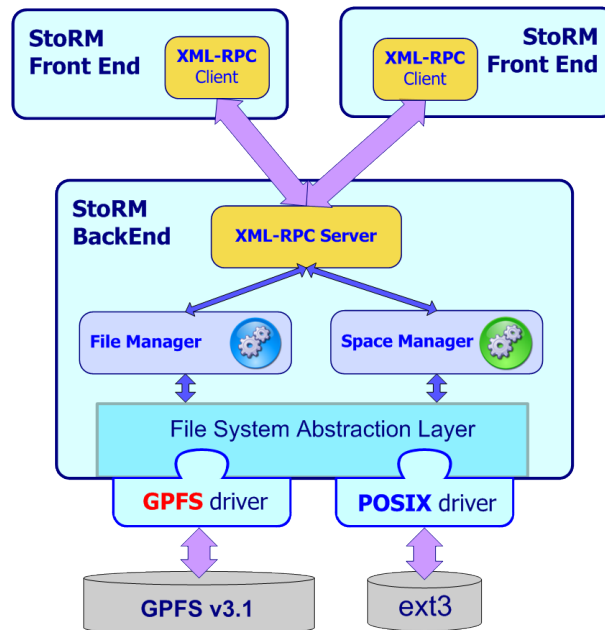 StoRM
Front End
XML-RPC
Client
StoRM
Front End
XML-RPC
Client
StoRM
BackEnd
XML-RPC Server
File Manager
Space Manager
File System Abstraction Layer
GPFS driver
POSIX driver
GPFS v3.1
ext3